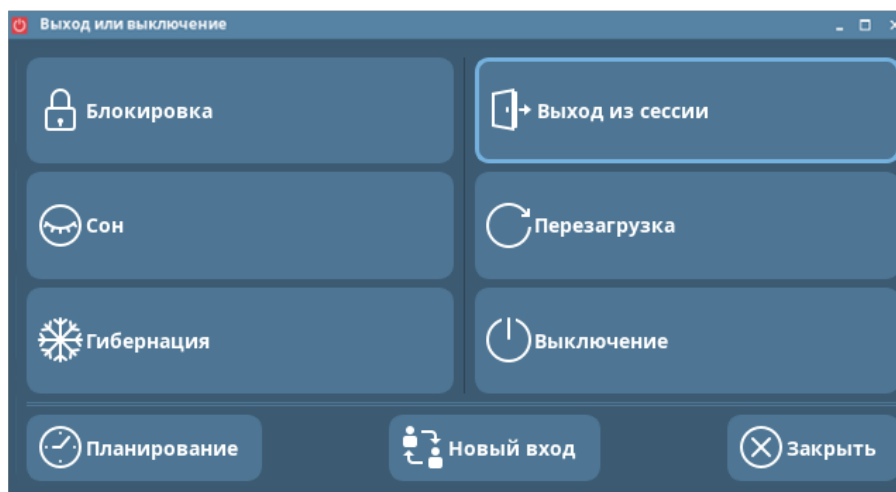 Выход или выключение
Блокировка
Выход из сессии
Сон
Перезагрузка
Гибернация
Выключение
Планирование
Новый вход
Закрыть